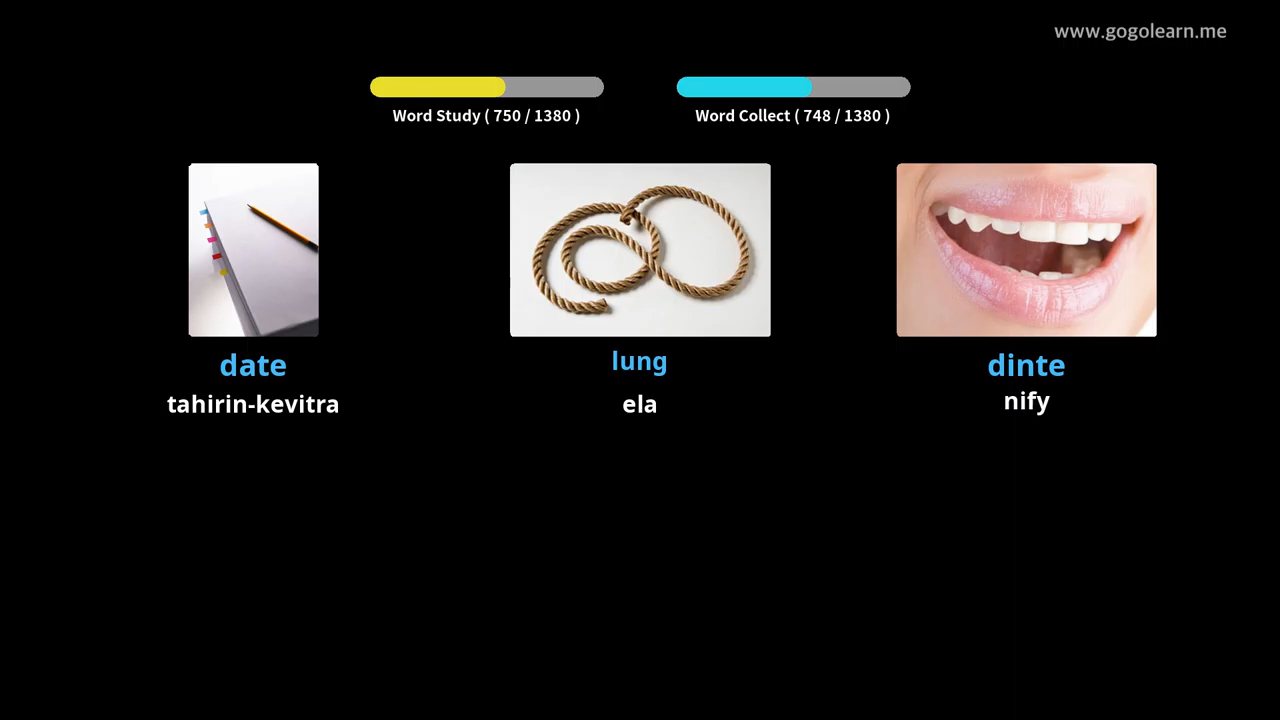 www.gogolearn.me
Word Study ( 750 / 1380 )
Word Collect ( 748 / 1380 )
date
tahirin-kevitra
lung
ela
dinte
nify